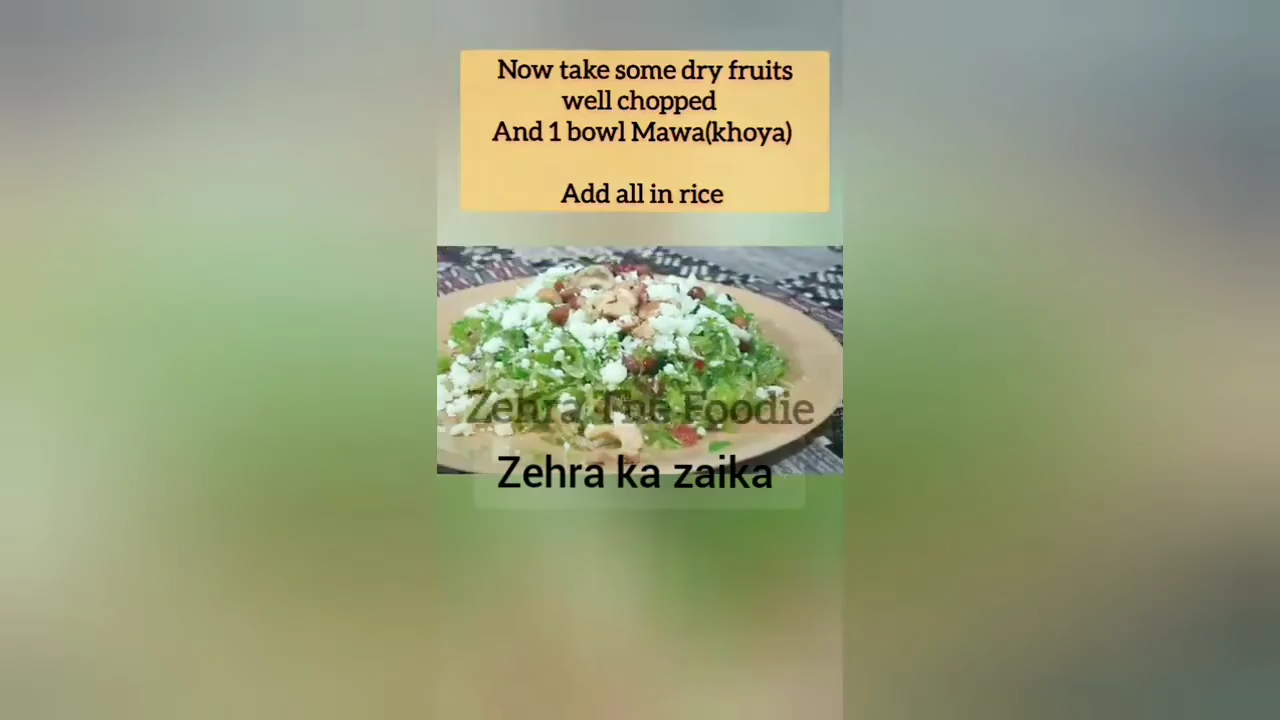 Now take some dry fruits
well chopped
And 1 bowl Mawa(khoya)
Add all in rice
Zehra The Foodie
Zehra ka zaika